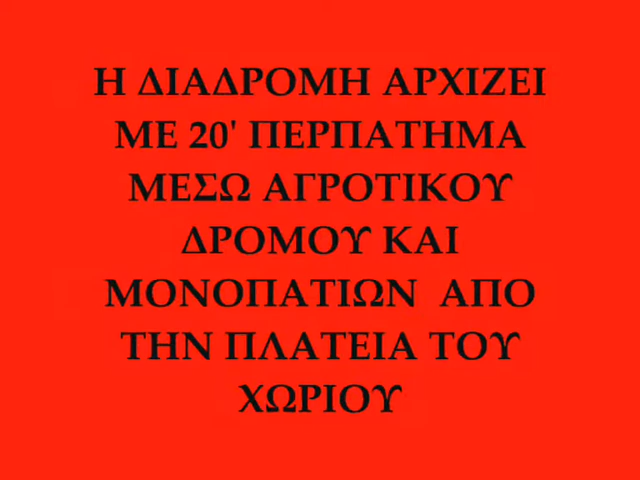 Η ΔΙΑΔΡΟΜΗ ΑΡΧΙΖΕΙ
ΜΕ 20' ΠΕΡΠΑΤΗΜΑ
ΜΕΣΩ ΑΓΡΟΤΙΚΟΥ
ΔΡΟΜΟΥ ΚΑΙ
ΜΟΝΟΠΑΤΙΩΝ ΑΠΟ
ΤΗΝ ΠΛΑΤΕΙΑ ΤΟΥ
ΧΩΡΙΟΥ